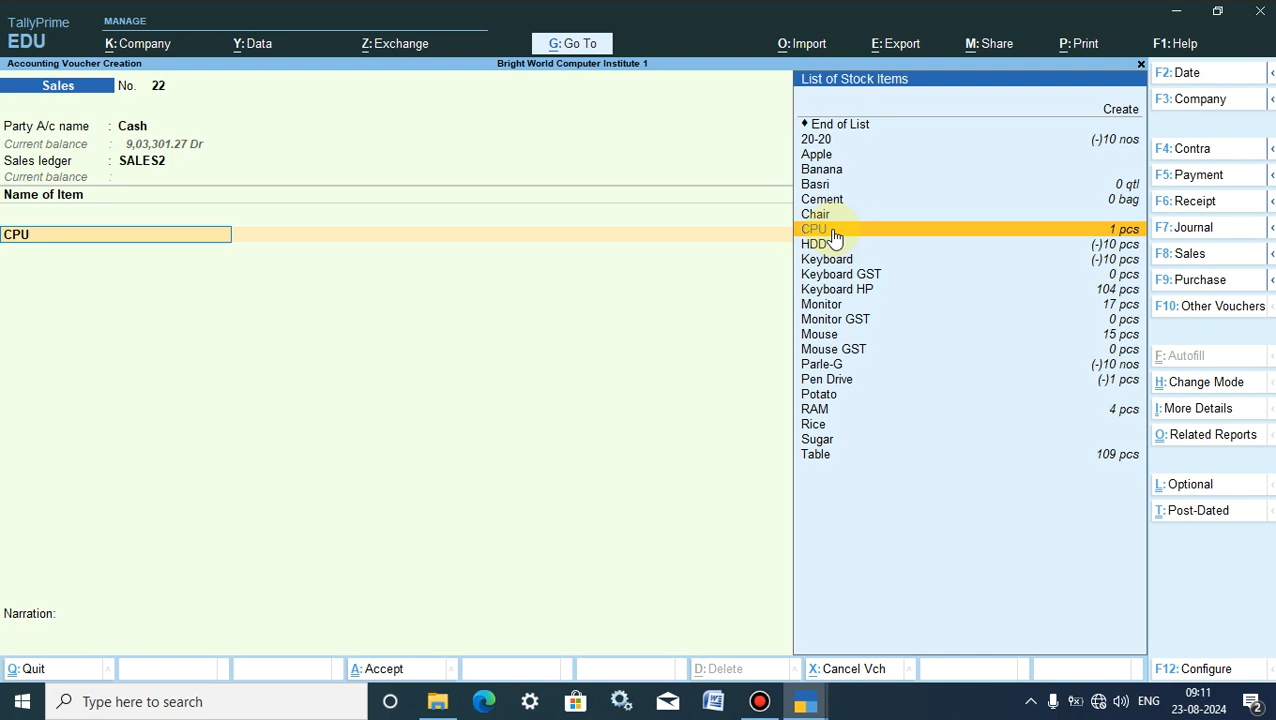 TallyPrime
EDU
MANAGE
K: Company
Y: Data
Z: Exchange
G: Go To
O: Import
E: Export
M: Share
P: Print
F1: Help
Accounting Voucher Creation
Bright World Computer Institute 1
Sales No. 22
Party A/c name : Cash
Current balance : 9,03,301.27 Dr
Sales ledger : SALES2
Current balance :
Name of Item
CPU
Narration:
List of Stock Items
Create
♦ End of List
20-20 (-)10 nos
Apple
Banana
Basri 0 qtl
Cement 0 bag
Chair
CPU 1 pcs
HDD (-)10 pcs
Keyboard (-)10 pcs
Keyboard GST 0 pcs
Keyboard HP 104 pcs
Monitor 17 pcs
Monitor GST 0 pcs
Mouse 15 pcs
Mouse GST 0 pcs
Parle-G (-)10 nos
Pen Drive (-)1 pcs
Potato
RAM 4 pcs
Rice
Sugar
Table 109 pcs
F2: Date
F3: Company
F4: Contra
F5: Payment
F6: Receipt
F7: Journal
F8: Sales
F9: Purchase
F10: Other Vouchers
F: Autofill
H: Change Mode
I: More Details
O: Related Reports
L: Optional
T: Post-Dated
F12: Configure
Q: Quit
A: Accept
D: Delete
X: Cancel Vch
Type here to search
ENG
09:11
23-08-2024
2